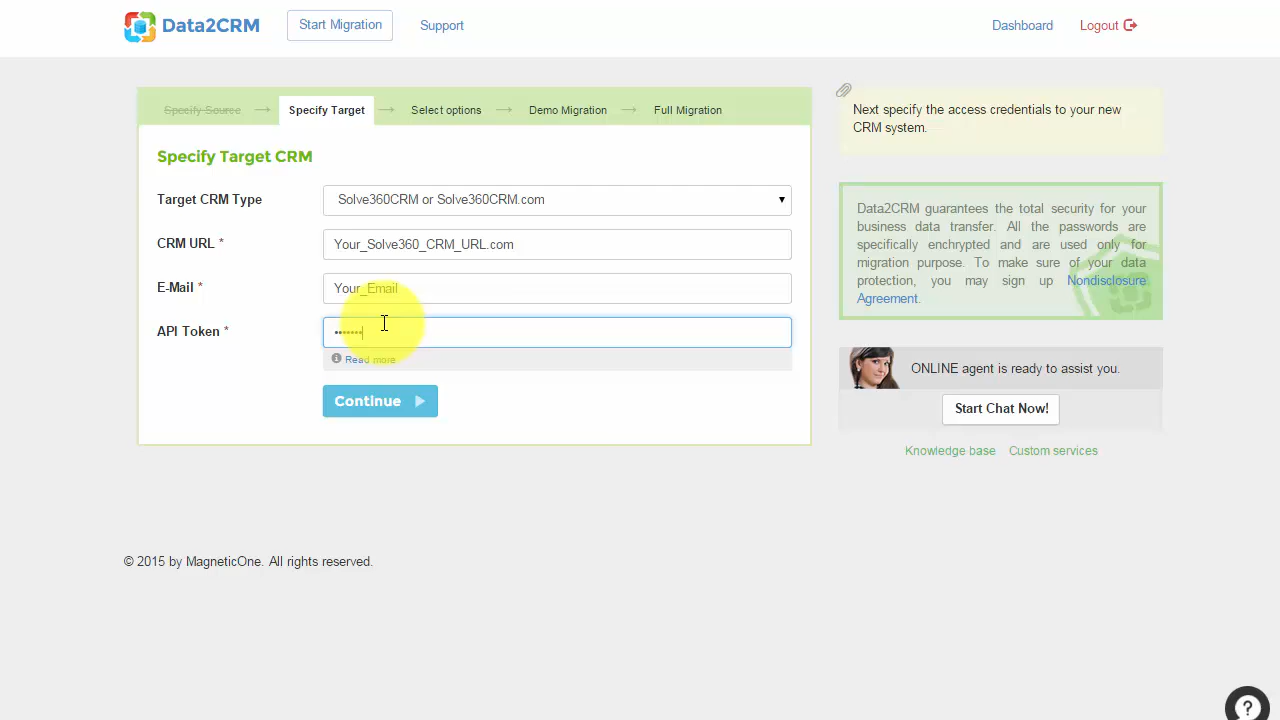 Data2CRM
Start Migration
Support
Dashboard
Logout
Specify Source
Specify Target
Select options
Demo Migration
Full Migration
Specify Target CRM
Target CRM Type
Solve360CRM or Solve360CRM.com
CRM URL *
Your_Solve360_CRM_URL.com
E-Mail *
Your_Email
API Token *
•••••••
Read more
Continue
Next specify the access credentials to your new
CRM system.
Data2CRM guarantees the total security for your
business data transfer. All the passwords are
specifically enchrypted and are used only for
migration purpose. To make sure of your data
protection, you may sign up Nondisclosure
Agreement.
ONLINE agent is ready to assist you.
Start Chat Now!
Knowledge base
Custom services
© 2015 by MagneticOne. All rights reserved.
?